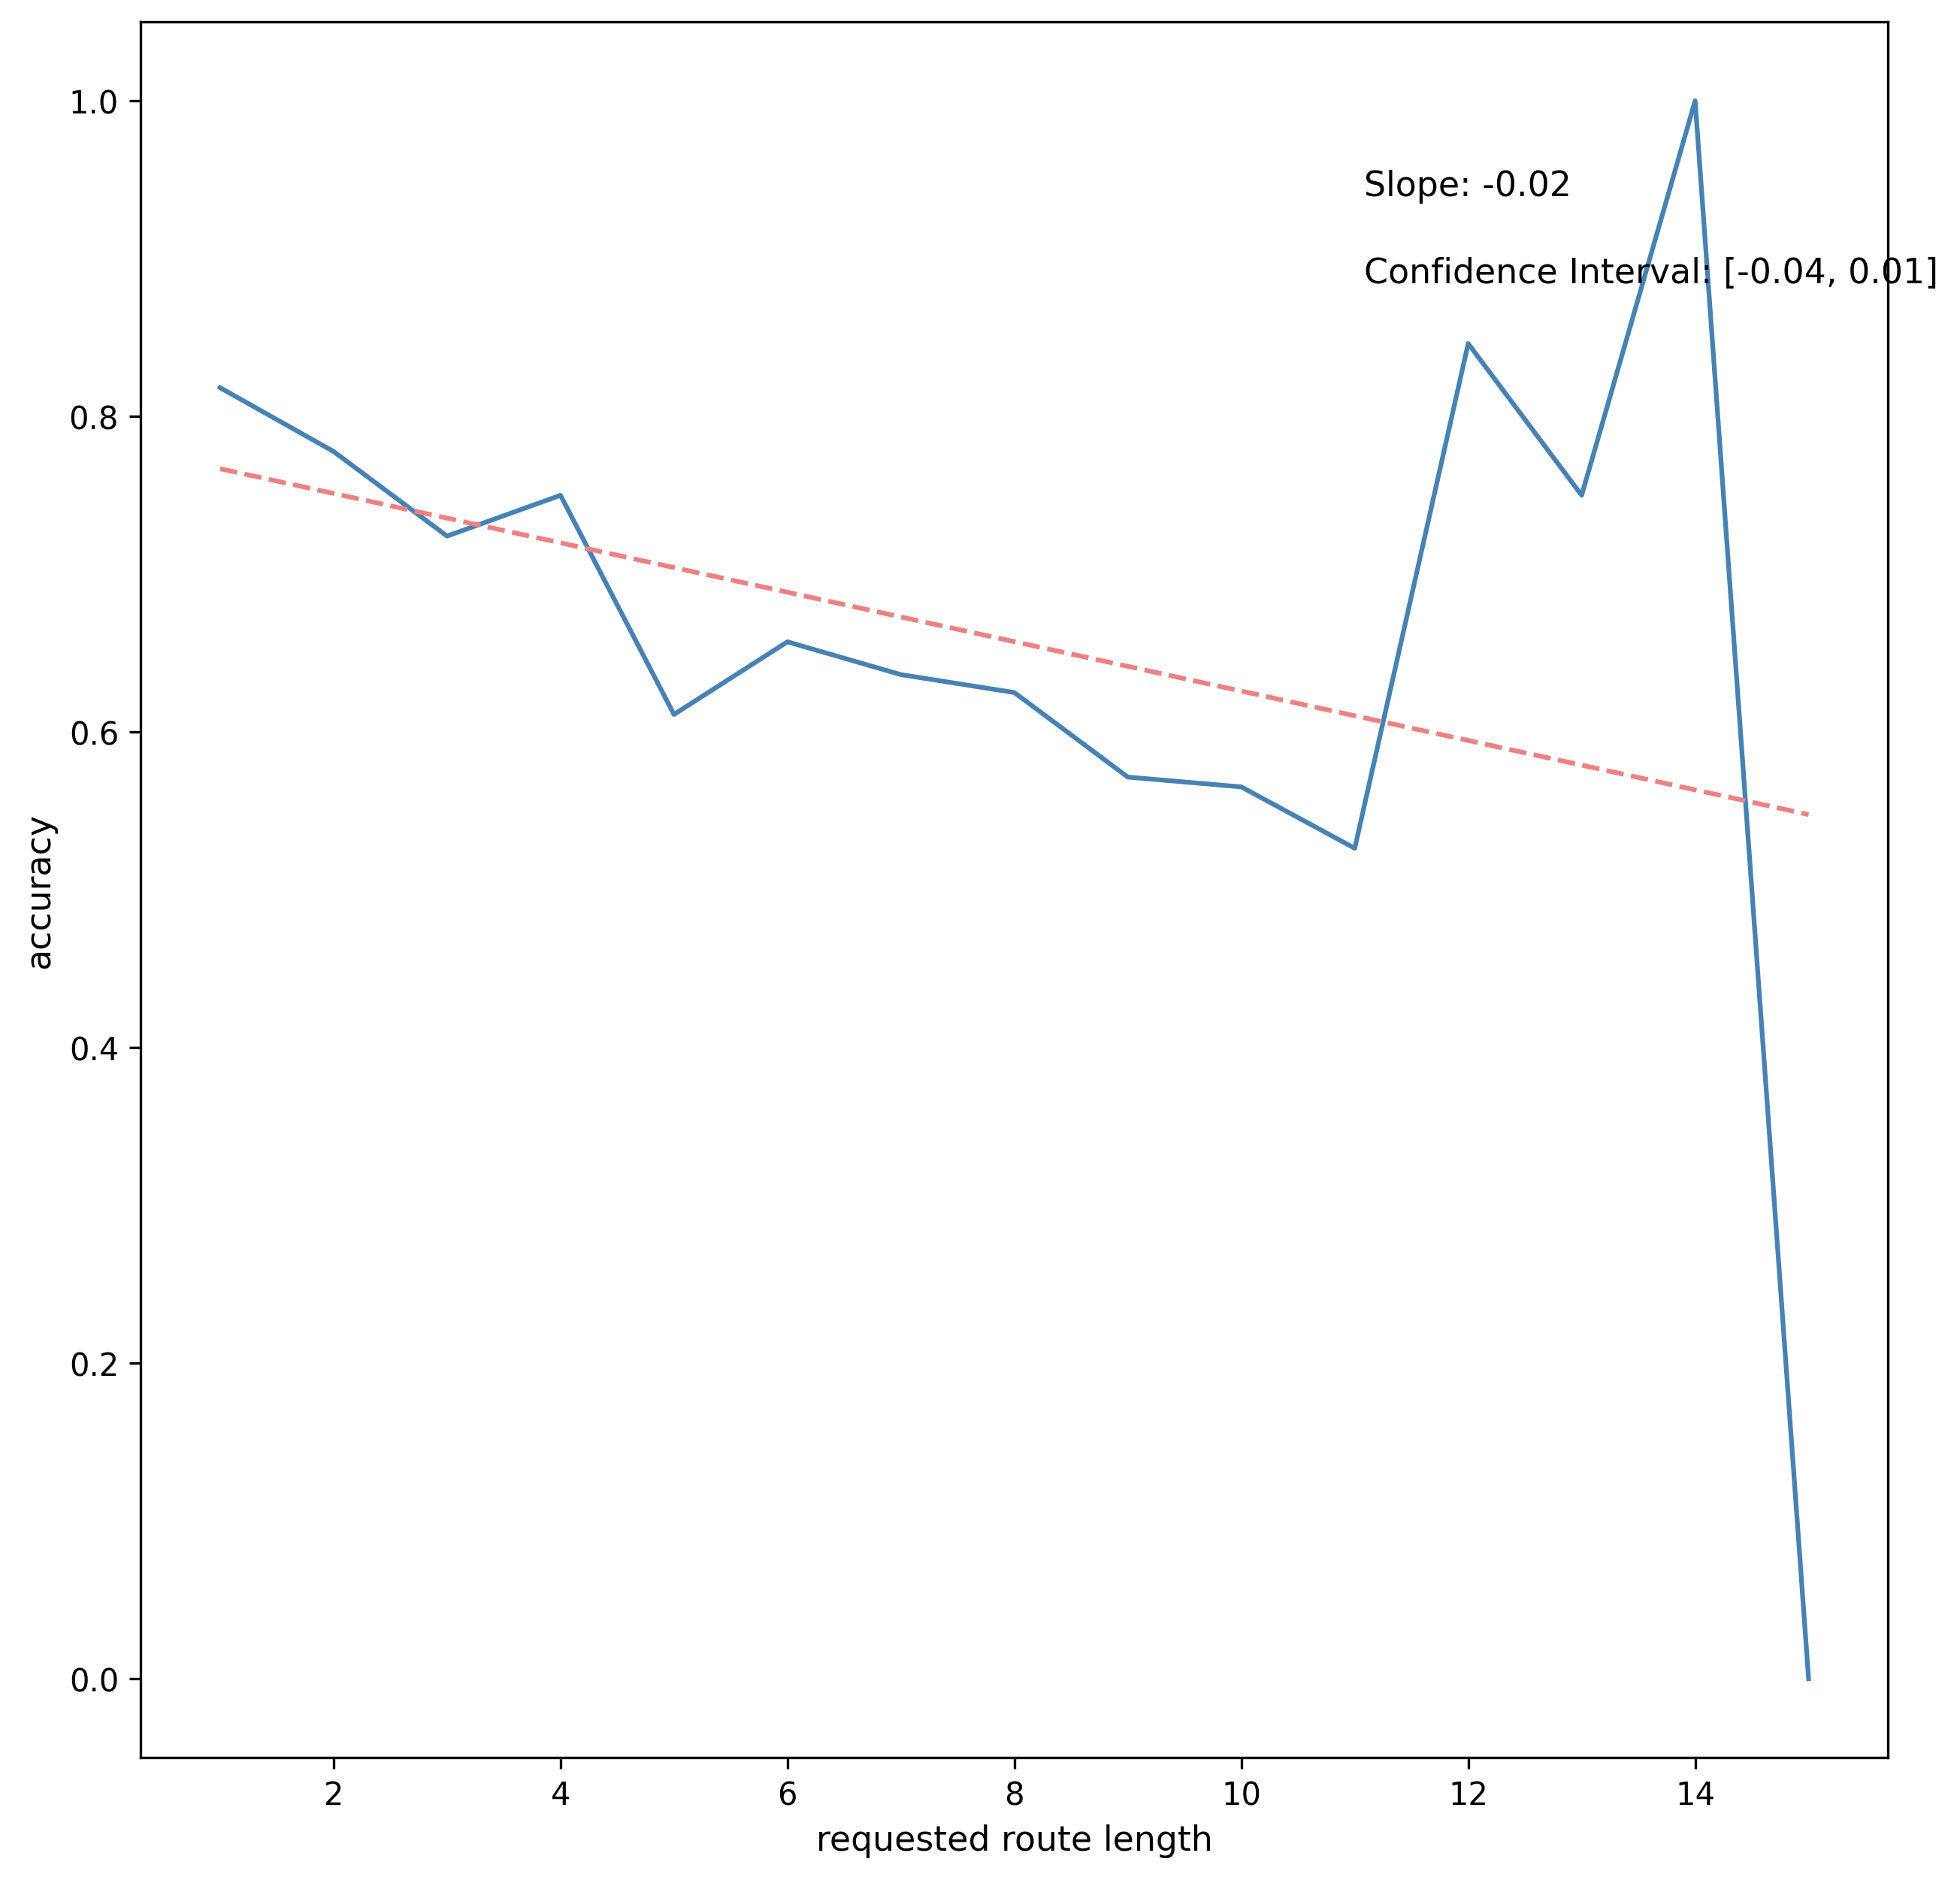 1.0
Slope: -0.02
Confidence Interval: [-0.04, 0.01]
0.8
0.6
accuracy
0.4
0.2
0.0
2 4 6 8 10 12 14
requested route length